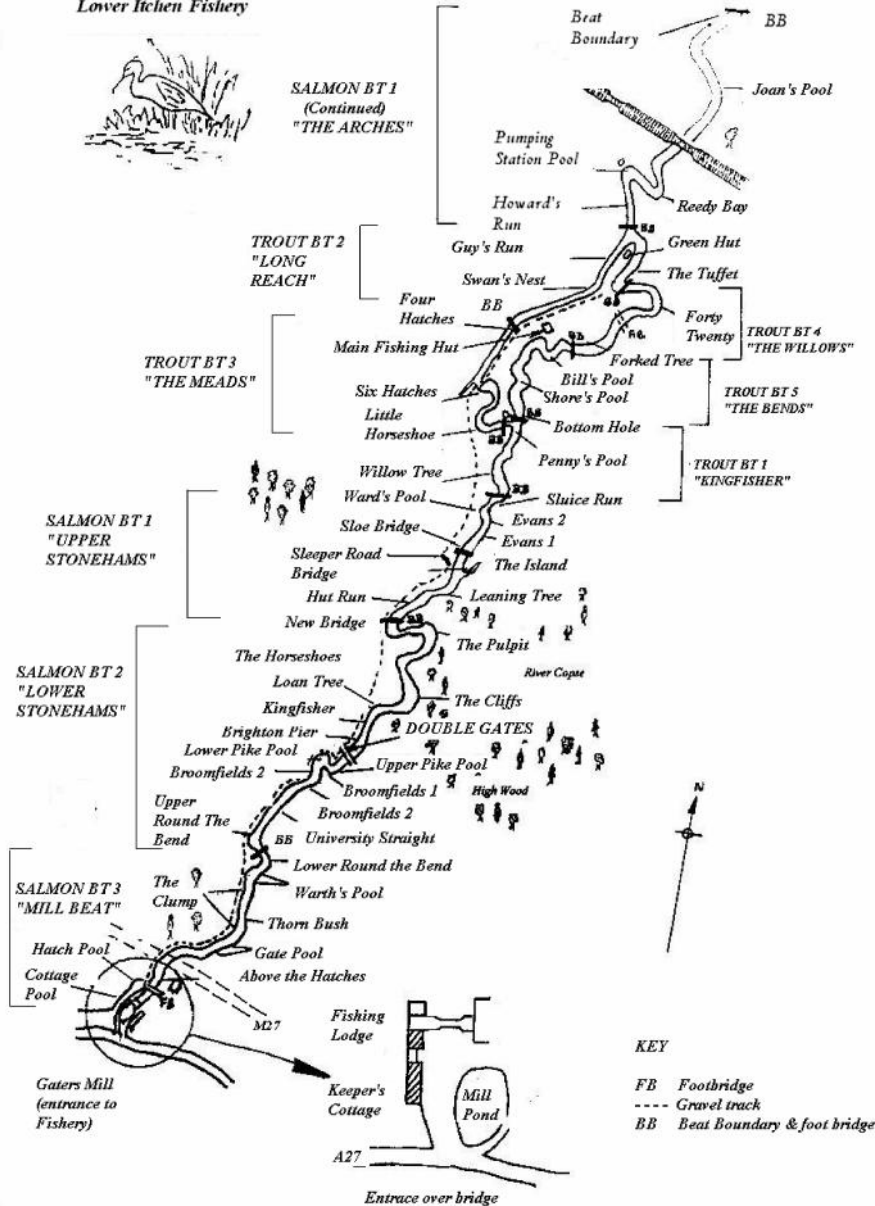 Lower Itchen Fishery
Beat
Boundary
BB
SALMON BT 1
(Continued)
"THE ARCHES"
Joan's Pool
Pumping
Station Pool
Howard's
Run
Reedy Bay
BB
TROUT BT 2
"LONG
REACH"
Guy's Run
Green Hut
Swan's Nest
The Tuffet
BB
Four
Hatches
BB
Forty
Twenty
TROUT BT 4
"THE WILLOWS"
Main Fishing Hut
TROUT BT 3
"THE MEADS"
Forked Tree
Bill's Pool
Six Hatches
Shore's Pool
TROUT BT 5
"THE BENDS"
Little
Horseshoe
BB
BB
Bottom Hole
Penny's Pool
TROUT BT 1
"KINGFISHER"
Willow Tree
BB
Ward's Pool
Sluice Run
SALMON BT 1
"UPPER
STONEHAMS"
Evans 2
Sloe Bridge
Evans 1
Sleeper Road
Bridge
The Island
Hut Run
Leaning Tree
New Bridge
BB
The Pulpit
The Horseshoes
River Copse
SALMON BT 2
"LOWER
STONEHAMS"
Loan Tree
The Cliffs
Kingfisher
Brighton Pier
DOUBLE GATES
Lower Pike Pool
Upper Pike Pool
Broomfields 2
Broomfields 1
High Wood
Broomfields 2
Upper
Round The
Bend
BB
University Straight
Lower Round the Bend
SALMON BT 3
"MILL BEAT"
The
Clump
Warth's Pool
Thorn Bush
Hatch Pool
Gate Pool
Cottage
Pool
Above the Hatches
FB
M27
N
Gaters Mill
(entrance to
Fishery)
Fishing
Lodge
Keeper's
Cottage
Mill
Pond
A27
Entrace over bridge
KEY
FB Footbridge
---- Gravel track
BB Beat Boundary & foot bridge